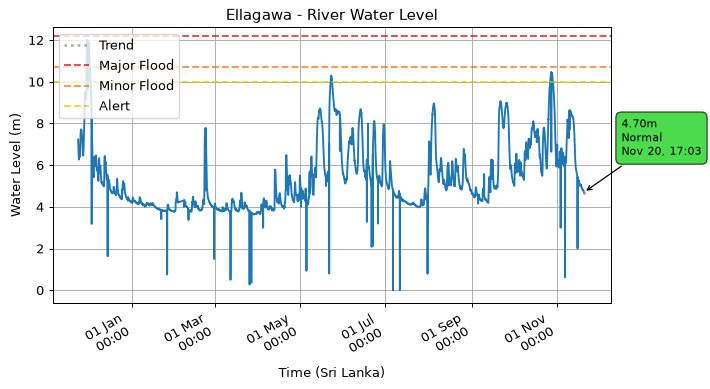 Ellagawa - River Water Level
Trend
Major Flood
Minor Flood
Alert
4.70m
Normal
Nov 20, 17:03
Water Level (m)
12
10
8
6
4
2
0
01 Jan
00:00
01 Mar
00:00
01 May
00:00
01 Jul
00:00
01 Sep
00:00
01 Nov
00:00
Time (Sri Lanka)